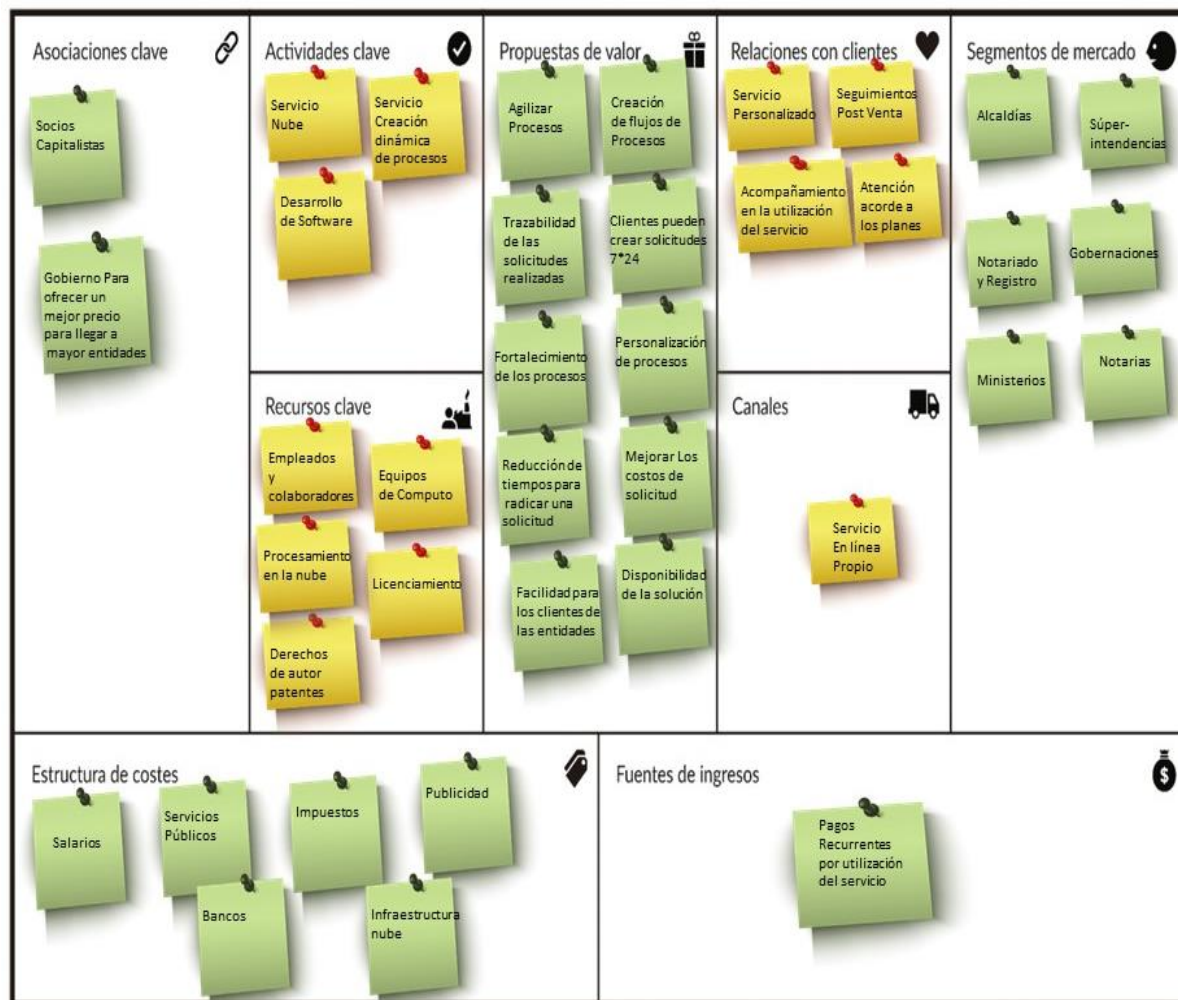 Asociaciones clave
Socios
Capitalistas
Gobierno Para
ofrecer un
mejor precio
para llegar a
mayor entidades
Actividades clave
Servicio
Nube
Servicio
Creación
dinámica
de procesos
Desarrollo
de Software
Recursos clave
Empleados
y
colaboradores
Equipos
de Computo
Procesamiento
en la nube
Licenciamiento
Derechos
de autor
patentes
Propuestas de valor
Agilizar
Procesos
Creación
de flujos de
Procesos
Trazabilidad
de las
solicitudes
realizadas
Clientes pueden
crear solicitudes
7*24
Fortalecimiento
de los procesos
Personalización
de procesos
Reducción de
tiempos para
radicar una
solicitud
Mejorar Los
costos de
solicitud
Facilidad para
los clientes de
las entidades
Disponibilidad
de la solución
Relaciones con clientes
Servicio
Personalizado
Seguimientos
Post Venta
Acompañamiento
en la utilización
del servicio
Atención
acorde a
los planes
Canales
Servicio
En línea
Propio
Segmentos de mercado
Alcaldías
Súper-
intendencias
Notariado
y Registro
Gobernaciones
Ministerios
Notarias
Estructura de costes
Salarios
Servicios
Públicos
Impuestos
Publicidad
Bancos
Infraestructura
nube
Fuentes de ingresos
$
Pagos
Recurrentes
por utilización
del servicio